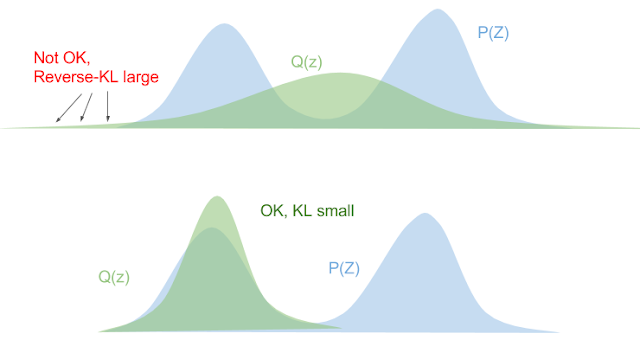 P(Z)
Not OK,
Reverse-KL large
Q(z)
OK, KL small
Q(z)
P(Z)